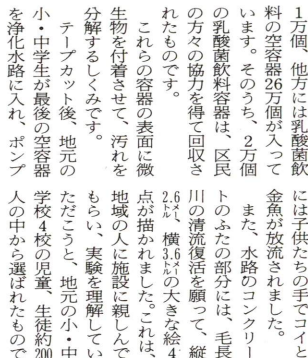 1万個、他方には乳酸菌飲
料の空容器26万個が入って
います。そのうち、2万個
の乳酸菌飲料容器は、区民
の方々の協力を得て回収さ
れたものです。
これらの容器の表面に微
生物を付着させて、汚れを
分解するしくみです。
テープカット後、地元の
小・中学生が最後の空容器
を浄化水路に入れ、ポンプ
には子供たちの手でコイと
金魚が放流されました。
また、水路のコンクリー
トのふたの部分には、毛長
川の清流復活を願って、縦
2.6メートル、横3.6メートルの大きな絵4
点が描かれました。これは、
地域の人に施設に親しんで
もらい、実験を理解してい
ただこうと、地元の小・中
学校4校の児童、生徒約200
人の中から選ばれたもので